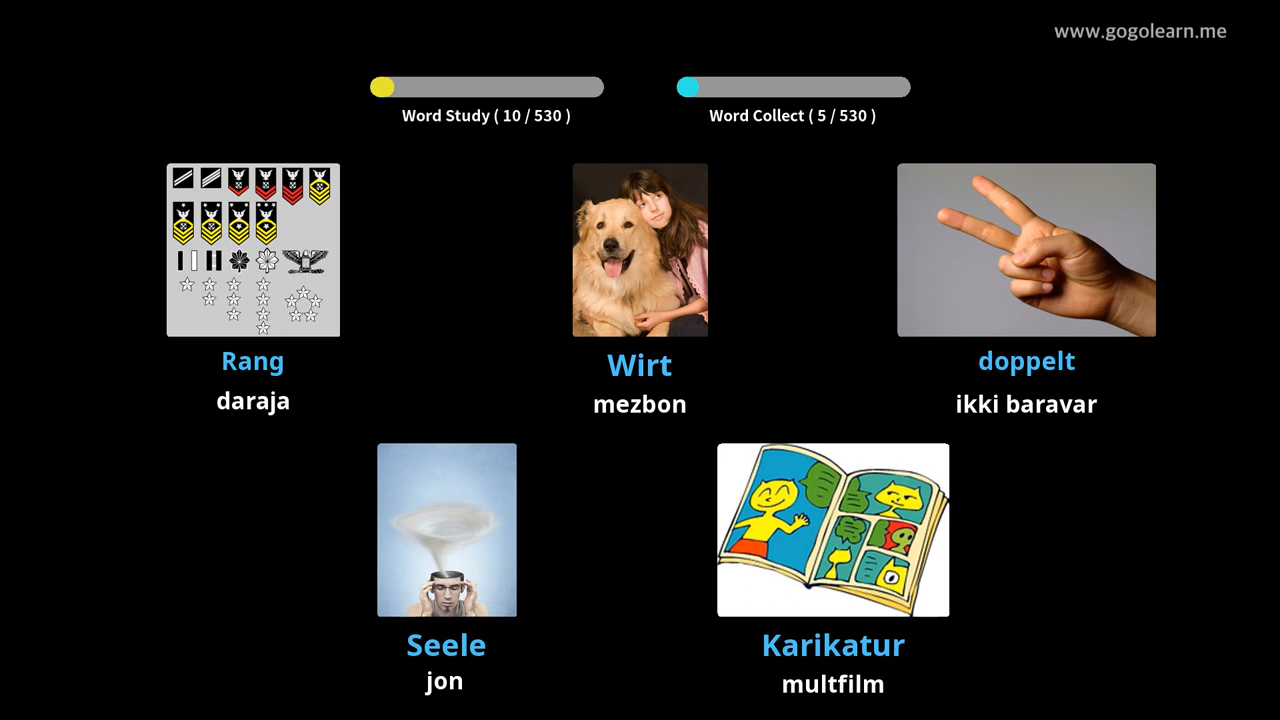 www.gogolearn.me
Word Study ( 10 / 530 )
Word Collect ( 5 / 530 )
Rang
daraja
Wirt
mezbon
doppelt
ikki baravar
Seele
jon
Karikatur
multfilm